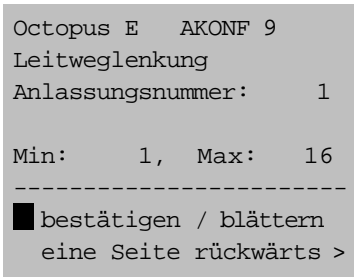 Octopus E   AKONF 9
Leitweglenkung
Anlassungsnummer:    1
Min:     1,  Max:   16
------------------------
bestätigen / blättern
eine Seite rückwärts >